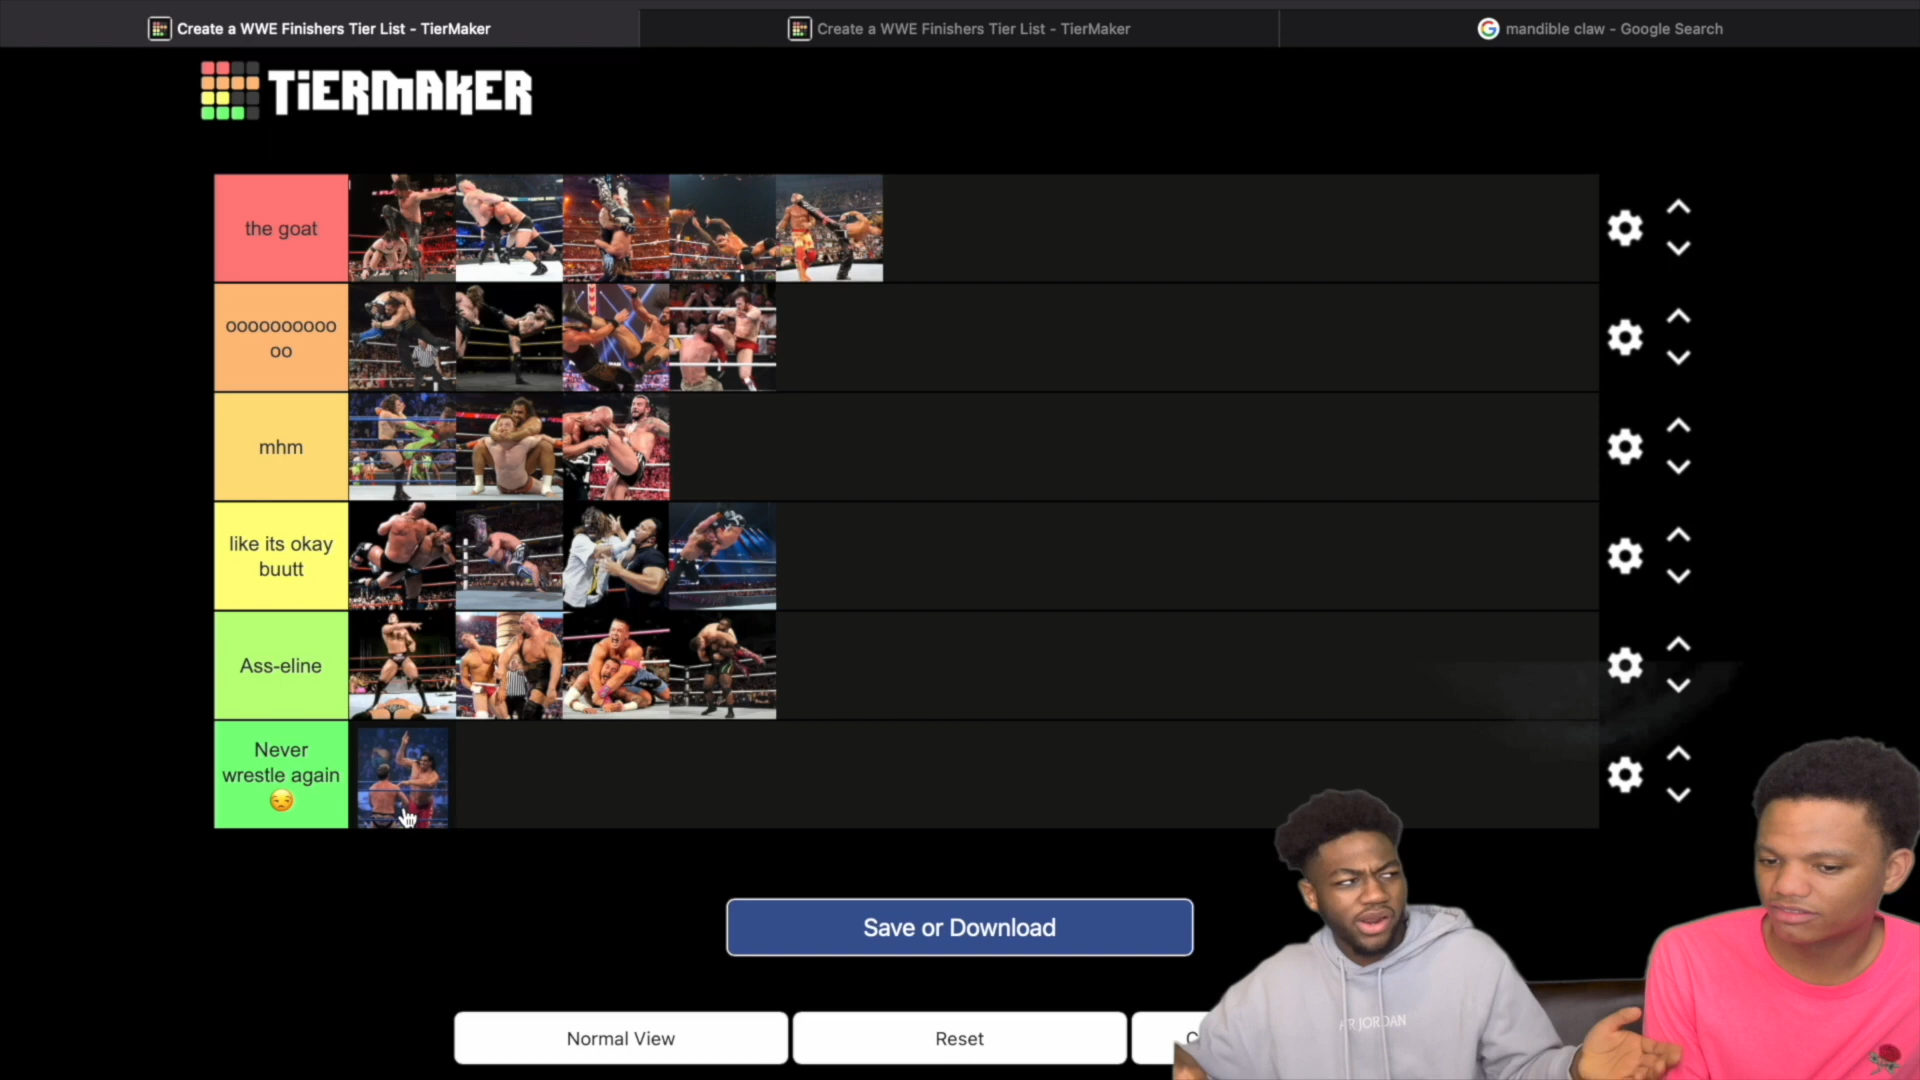 Create a WWE Finishers Tier List - TierMaker
Create a WWE Finishers Tier List - TierMaker
mandible claw - Google Search
TiERMAKER
the goat
oooooooooo
oo
mhm
like its okay
buutt
Ass-eline
Never
wrestle again
😒
Save or Download
Normal View
Reset
C
JORDAN